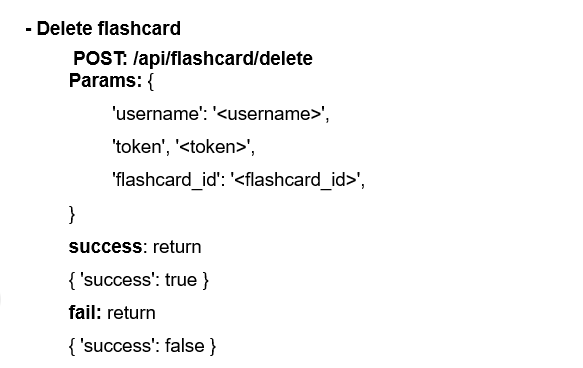 - Delete flashcard
POST: /api/flashcard/delete
Params: {
'username': '<username>',
'token', '<token>',
'flashcard_id': '<flashcard_id>',
}
success: return
{ 'success': true }
fail: return
{ 'success': false }